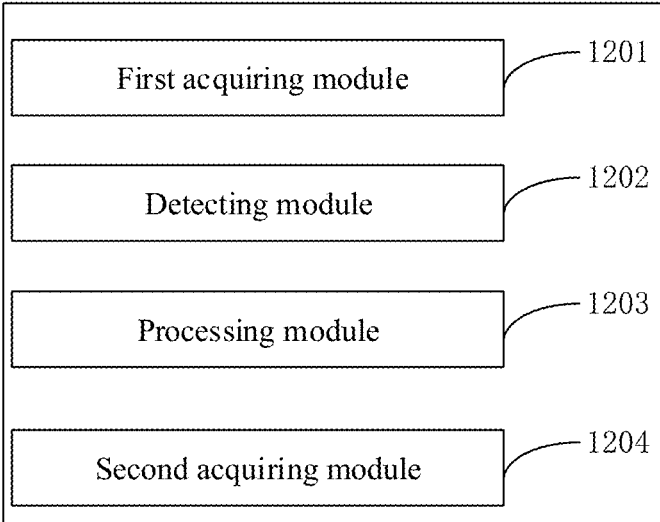 First acquiring module 1201
Detecting module 1202
Processing module 1203
Second acquiring module 1204